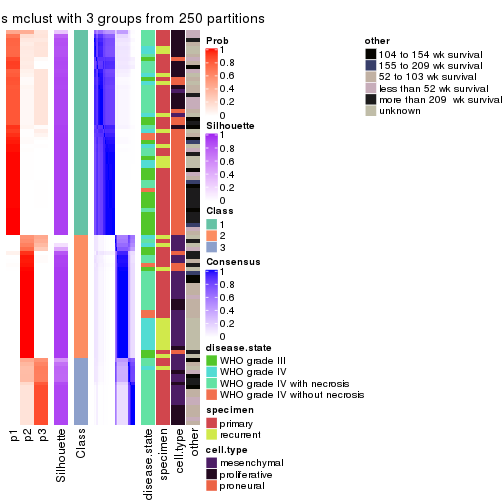 s mclust with 3 groups from 250 partitions
Prob
1
0.8
0.6
0.4
0.2
0
Silhouette
1
0.8
0.6
0.4
0.2
0
Class
1
2
3
Consensus
1
0.8
0.6
0.4
0.2
0
disease.state
WHO grade III
WHO grade IV
WHO grade IV with necrosis
WHO grade IV without necrosis
specimen
primary
recurrent
cell.type
mesenchymal
proliferative
proneural
other
104 to 154 wk survival
155 to 209 wk survival
52 to 103 wk survival
less than 52 wk survival
more than 209  wk survival
unknown
p1
p2
p3
Silhouette
Class
disease.state
specimen
cell.type
other